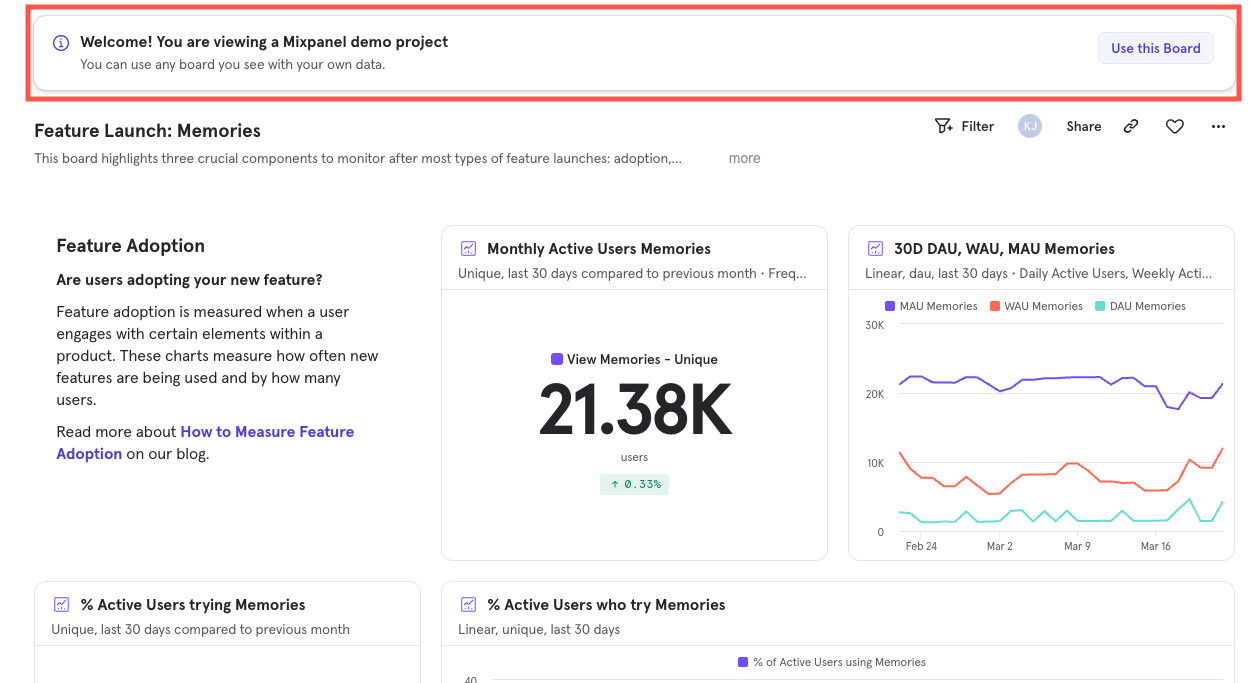 Welcome! You are viewing a Mixpanel demo project
You can use any board you see with your own data.
Use this Board
Feature Launch: Memories
Filter
KJ
Share
This board highlights three crucial components to monitor after most types of feature launches: adoption,...
more
Feature Adoption
Are users adopting your new feature?
Feature adoption is measured when a user
engages with certain elements within a
product. These charts measure how often new
features are being used and by how many
users.
Read more about How to Measure Feature
Adoption on our blog.
Monthly Active Users Memories
Unique, last 30 days compared to previous month · Freq...
View Memories - Unique
21.38K
users
↑ 0.33%
30D DAU, WAU, MAU Memories
Linear, dau, last 30 days · Daily Active Users, Weekly Acti...
MAU Memories WAU Memories DAU Memories
30K
20K
10K
0
Feb 24 Mar 2 Mar 9 Mar 16
% Active Users trying Memories
Unique, last 30 days compared to previous month
% Active Users who try Memories
Linear, unique, last 30 days
% of Active Users using Memories
40